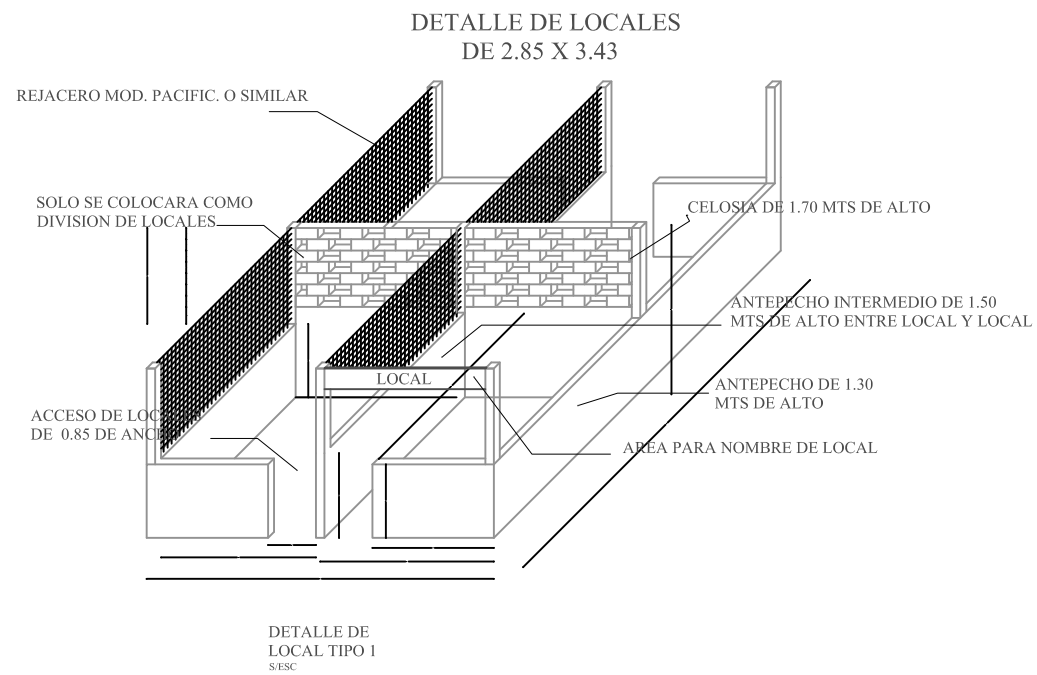 DETALLE DE LOCALES
DE 2.85 X 3.43
REJACERO MOD. PACIFIC. O SIMILAR
SOLO SE COLOCARA COMO
DIVISION DE LOCALES
CELOSIA DE 1.70 MTS DE ALTO
ANTEPECHO INTERMEDIO DE 1.50
MTS DE ALTO ENTRE LOCAL Y LOCAL
LOCAL
ANTEPECHO DE 1.30
MTS DE ALTO
ACCESO DE
DE 0.85 DE
AREA PARA NOMBRE DE LOCAL
DETALLE DE
LOCAL TIPO 1
S/ESC